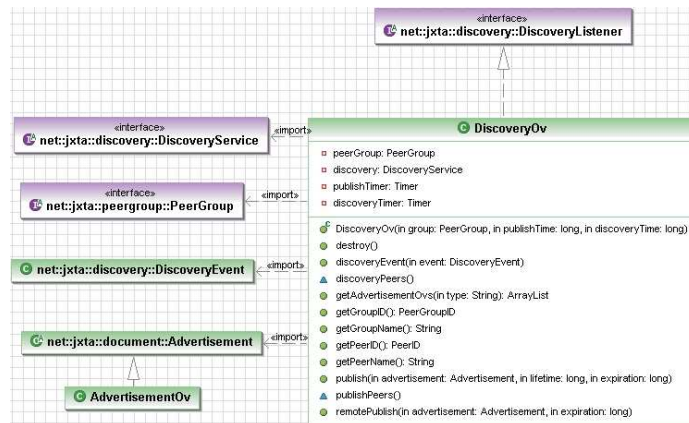 «interface»
net::jxta::discovery::DiscoveryListener
«interface»
net::jxta::discovery::DiscoveryService
«import»
DiscoveryOv
peerGroup: PeerGroup
discovery: DiscoveryService
publishTimer: Timer
discoveryTimer: Timer
«interface»
net::jxta::peergroup::PeerGroup
«import»
DiscoveryOv(in group: PeerGroup, in publishTime: long, in discoveryTime: long)
destroy()
discoveryEvent(in event: DiscoveryEvent)
discoveryPeers()
getAdvertisementOvs(in type: String): ArrayList
getGroupID(): PeerGroupID
getGroupName(): String
getPeerID(): PeerID
getPeerName(): String
publish(in advertisement: Advertisement, in lifetime: long, in expiration: long)
publishPeers()
remotePublish(in advertisement: Advertisement, in expiration: long)
net::jxta::discovery::DiscoveryEvent
«import»
net::jxta::document::Advertisement
«import»
AdvertisementOv